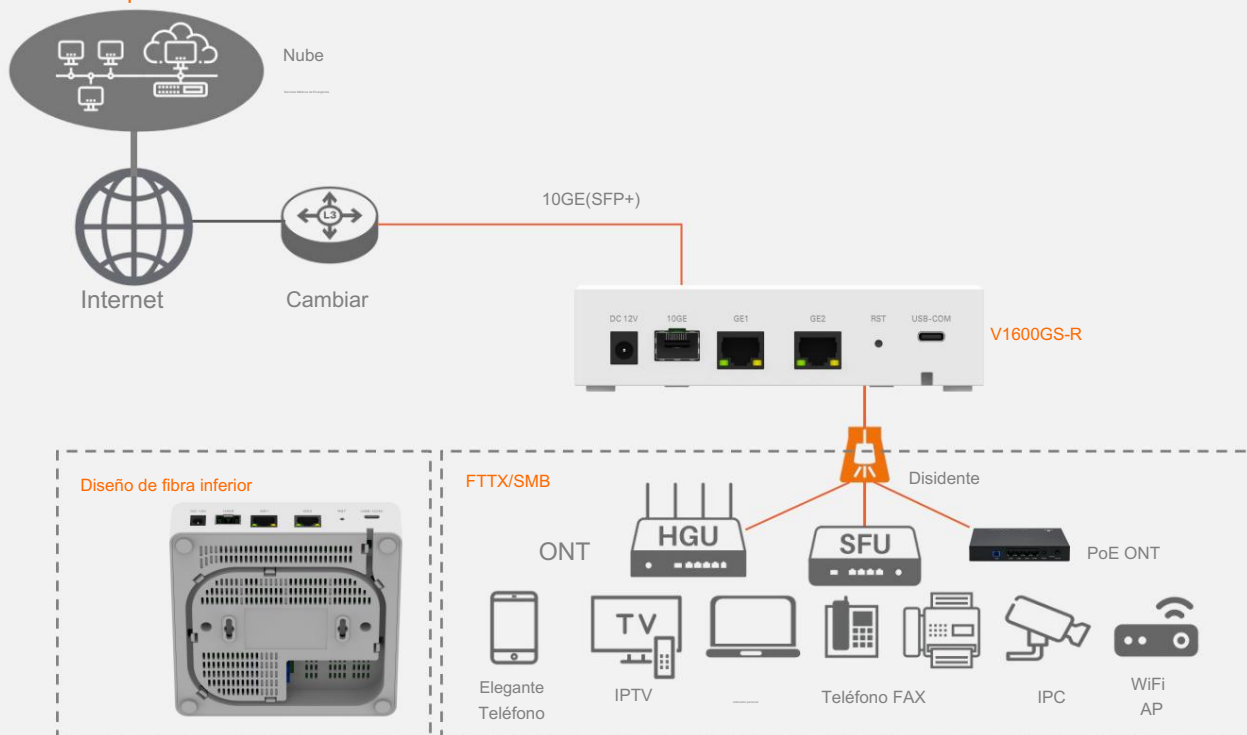 Nube
10GE(SFP+)
L3
Internet
Cambiar
DC 12V
10GE
GE1
GE2
RST
USB-COM
V1600GS-R
Diseño de fibra inferior
FTTX/SMB
Disidente
ONT
HGU
SFU
PoE ONT
TV
Elegante
Teléfono
IPTV
Teléfono FAX
IPC
WiFi
AP